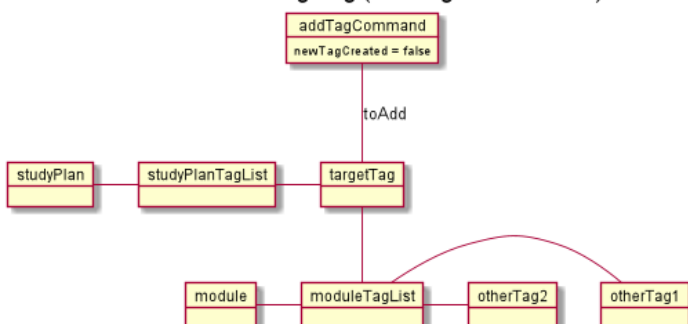 addTagCommand
newTagCreated = false
toAdd
studyPlan
studyPlanTagList
targetTag
module
moduleTagList
otherTag2
otherTag1